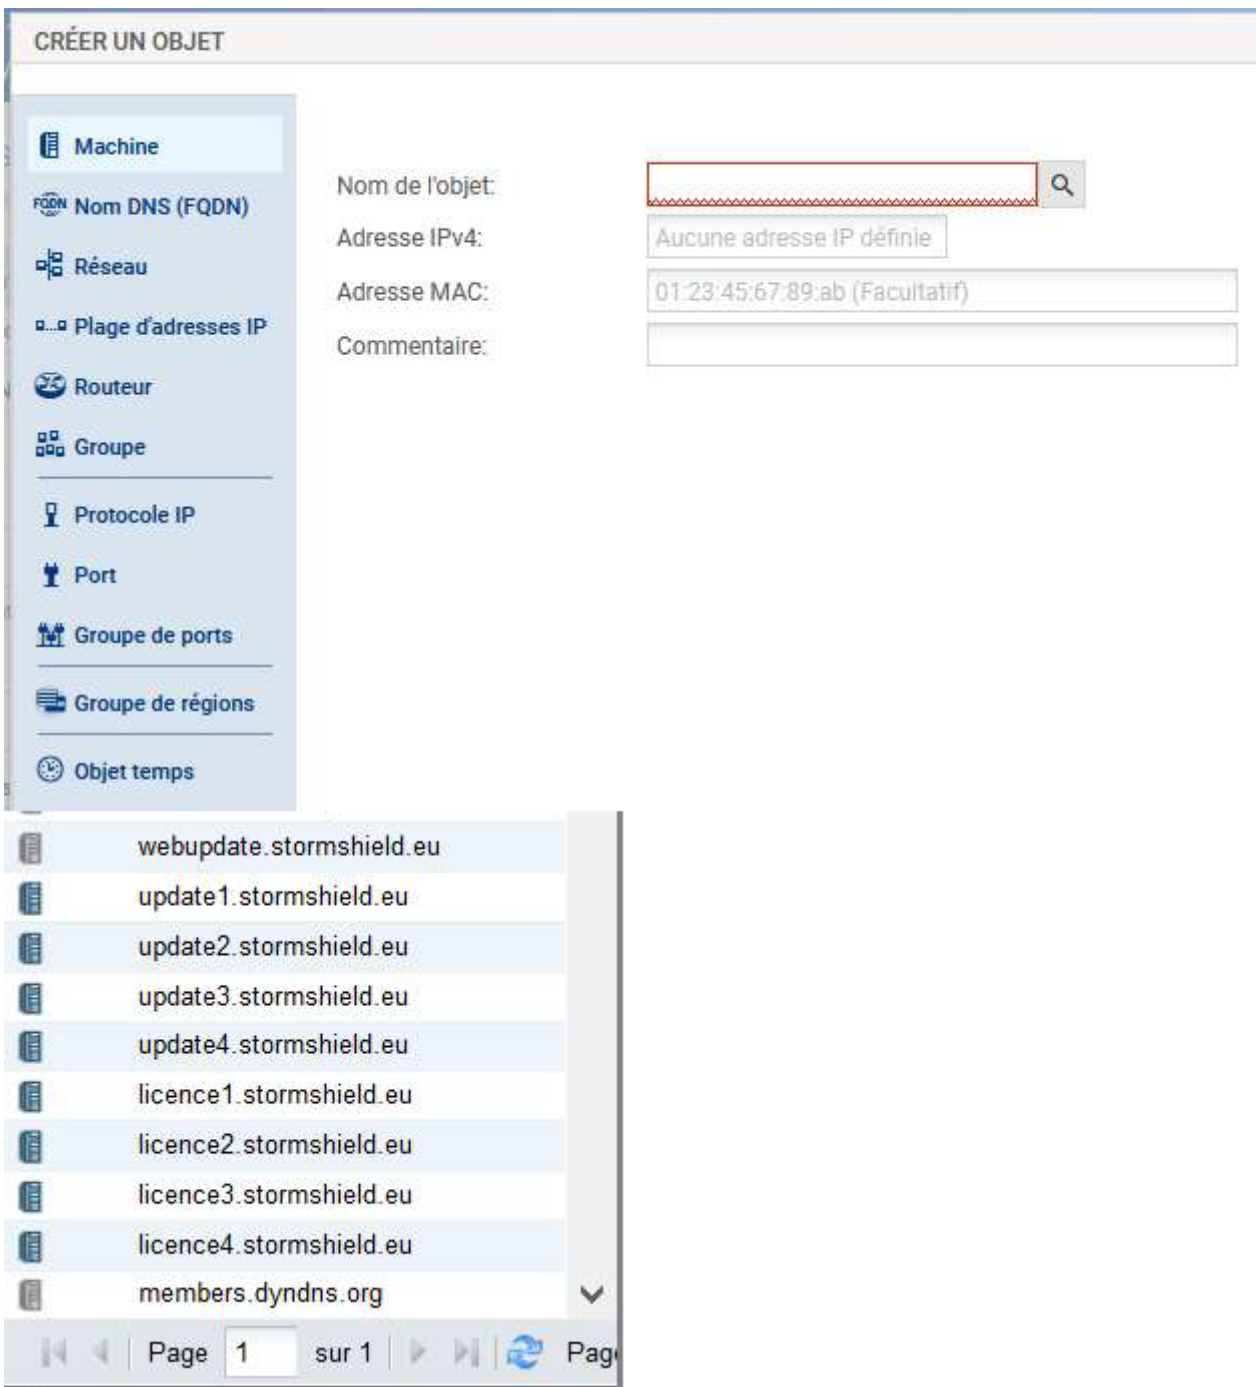 CRÉER UN OBJET
Machine
FQDN Nom DNS (FQDN)
Réseau
Plage d'adresses IP
Routeur
Groupe
Protocole IP
Port
Groupe de ports
Groupe de régions
Objet temps
Nom de l'objet:
Adresse IPv4: Aucune adresse IP définie
Adresse MAC: 01:23:45:67:89:ab (Facultatif)
Commentaire:
webupdate.stormshield.eu
update1.stormshield.eu
update2.stormshield.eu
update3.stormshield.eu
update4.stormshield.eu
licence1.stormshield.eu
licence2.stormshield.eu
licence3.stormshield.eu
licence4.stormshield.eu
members.dyndns.org
Page 1 sur 1